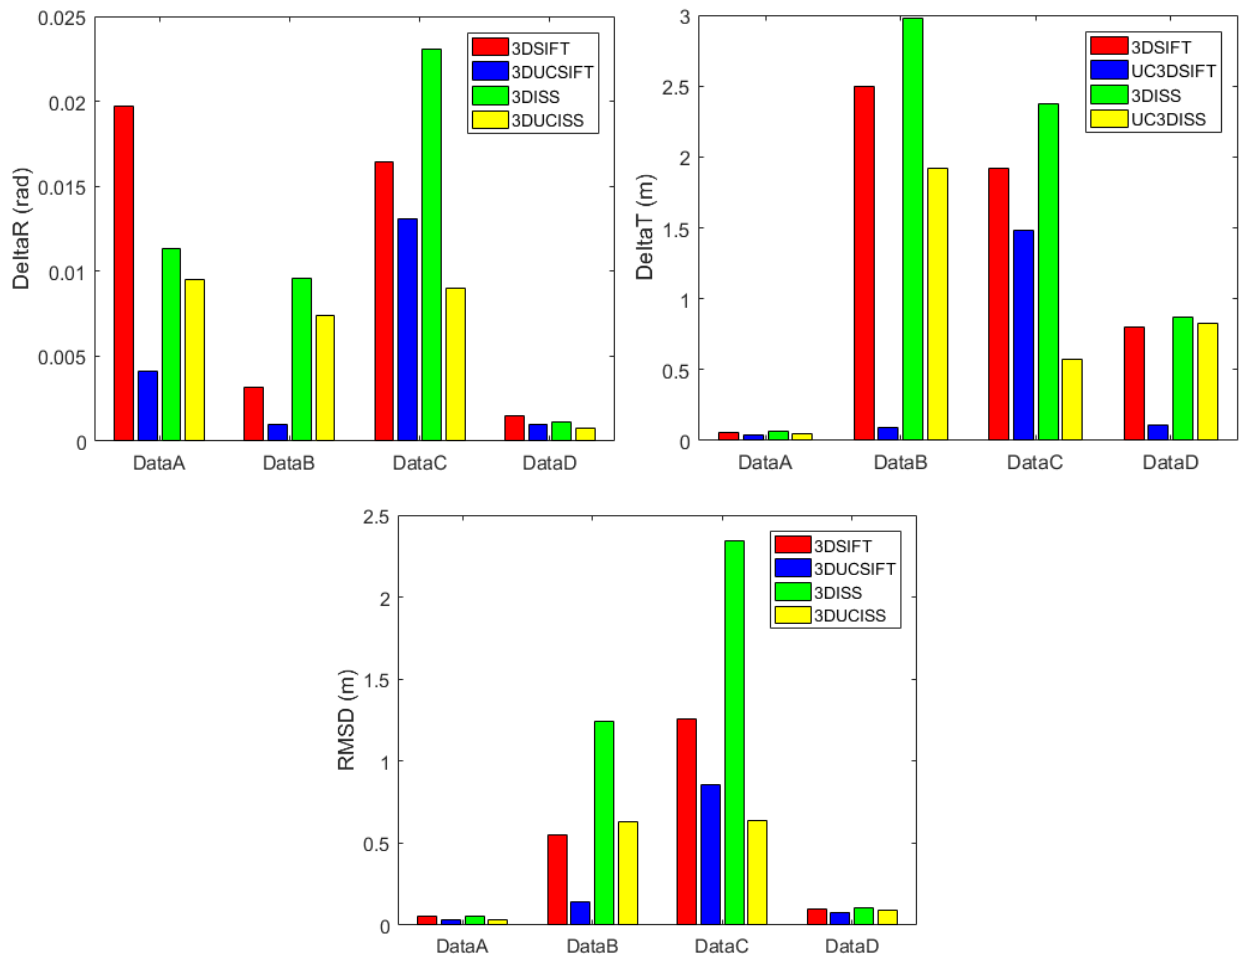 DeltaR (rad)
0.025
0.02
0.015
0.01
0.005
0
DataA
DataB
DataC
DataD
3DSIFT
3DUCSIFT
3DISS
3DUCISS
DeltaT (m)
3
2.5
2
1.5
1
0.5
0
DataA
DataB
DataC
DataD
3DSIFT
UC3DSIFT
3DISS
UC3DISS
RMSD (m)
2.5
2
1.5
1
0.5
0
DataA
DataB
DataC
DataD
3DSIFT
3DUCSIFT
3DISS
3DUCISS